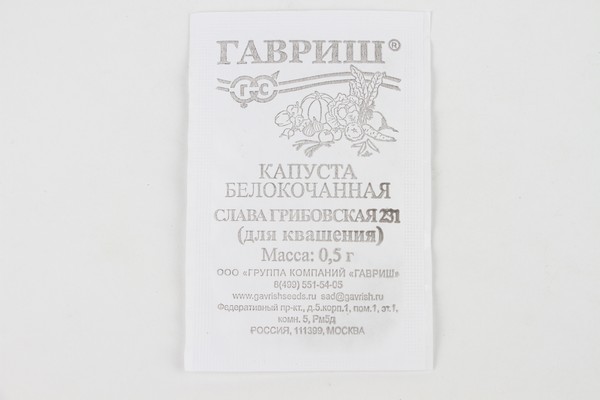 ГАВРИШ®
Г С
КАПУСТА
БЕЛОКОЧАННАЯ
СЛАВА ГРИБОВСКАЯ 231
(для квашения)
Масса: 0,5 г
ООО «ГРУППА КОМПАНИЙ «ГАВРИШ»
8(499) 551-54-05
www.gavrishseeds.ru sad@gavrish.ru
Федеративный пр-кт., д.5.корп.1, пом.1, эт.1,
комн. 5, Рм5д
РОССИЯ, 111399, МОСКВА